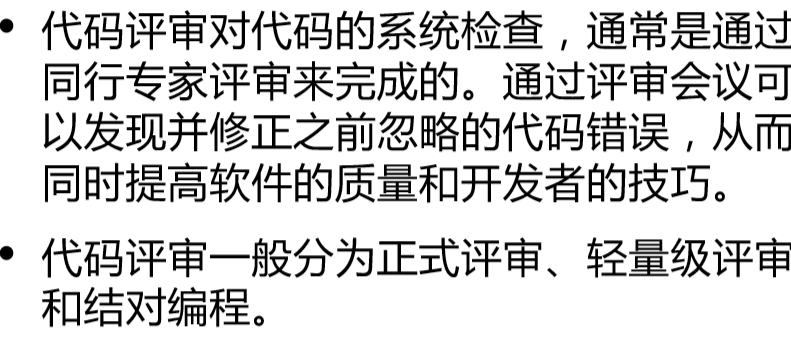 • 代码评审对代码的系统检查，通常是通过
同行专家评审来完成的。通过评审会议可
以发现并修正之前忽略的代码错误，从而
同时提高软件的质量和开发者的技巧。
• 代码评审一般分为正式评审、轻量级评审
和结对编程。